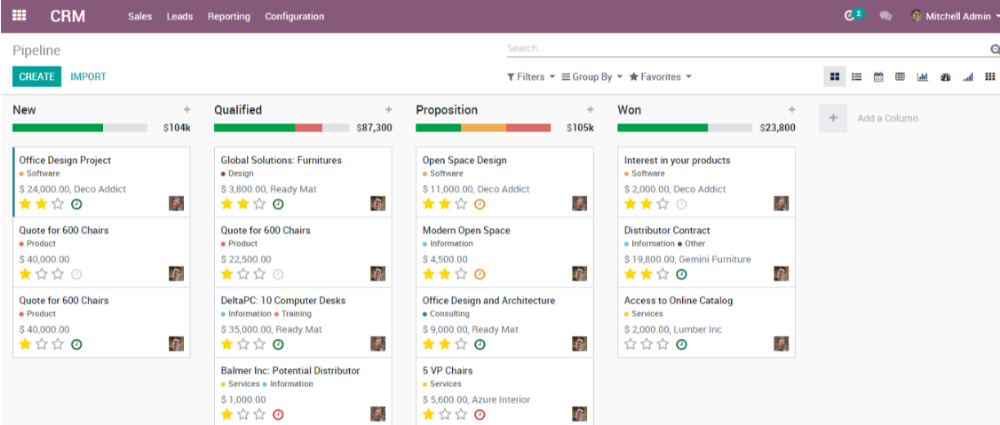 CRM Sales Leads Reporting Configuration 2 Mitchell Admin
Pipeline
Search...
CREATE IMPORT
Filters Group By Favorites
New
$104k
Office Design Project
Software
$ 24,000.00, Deco Addict
Quote for 600 Chairs
Product
$ 40,000.00
Quote for 600 Chairs
Product
$ 40,000.00
Qualified
$87,300
Global Solutions: Furnitures
Design
$ 3,800.00, Ready Mat
Quote for 600 Chairs
Product
$ 22,500.00
DeltaPC: 10 Computer Desks
Information Training
$ 35,000.00, Ready Mat
Balmer Inc: Potential Distributor
Services Information
$ 1,000.00
Proposition
$105k
Open Space Design
Software
$ 11,000.00, Deco Addict
Modern Open Space
Information
$ 4,500.00
Office Design and Architecture
Consulting
$ 9,000.00, Ready Mat
5 VP Chairs
Services
$ 5,600.00, Azure Interior
Won
$23,800
Interest in your products
Software
$ 2,000.00, Deco Addict
Distributor Contract
Information Other
$ 19,800.00, Gemini Furniture
Access to Online Catalog
Services
$ 2,000.00, Lumber Inc
Add a Column